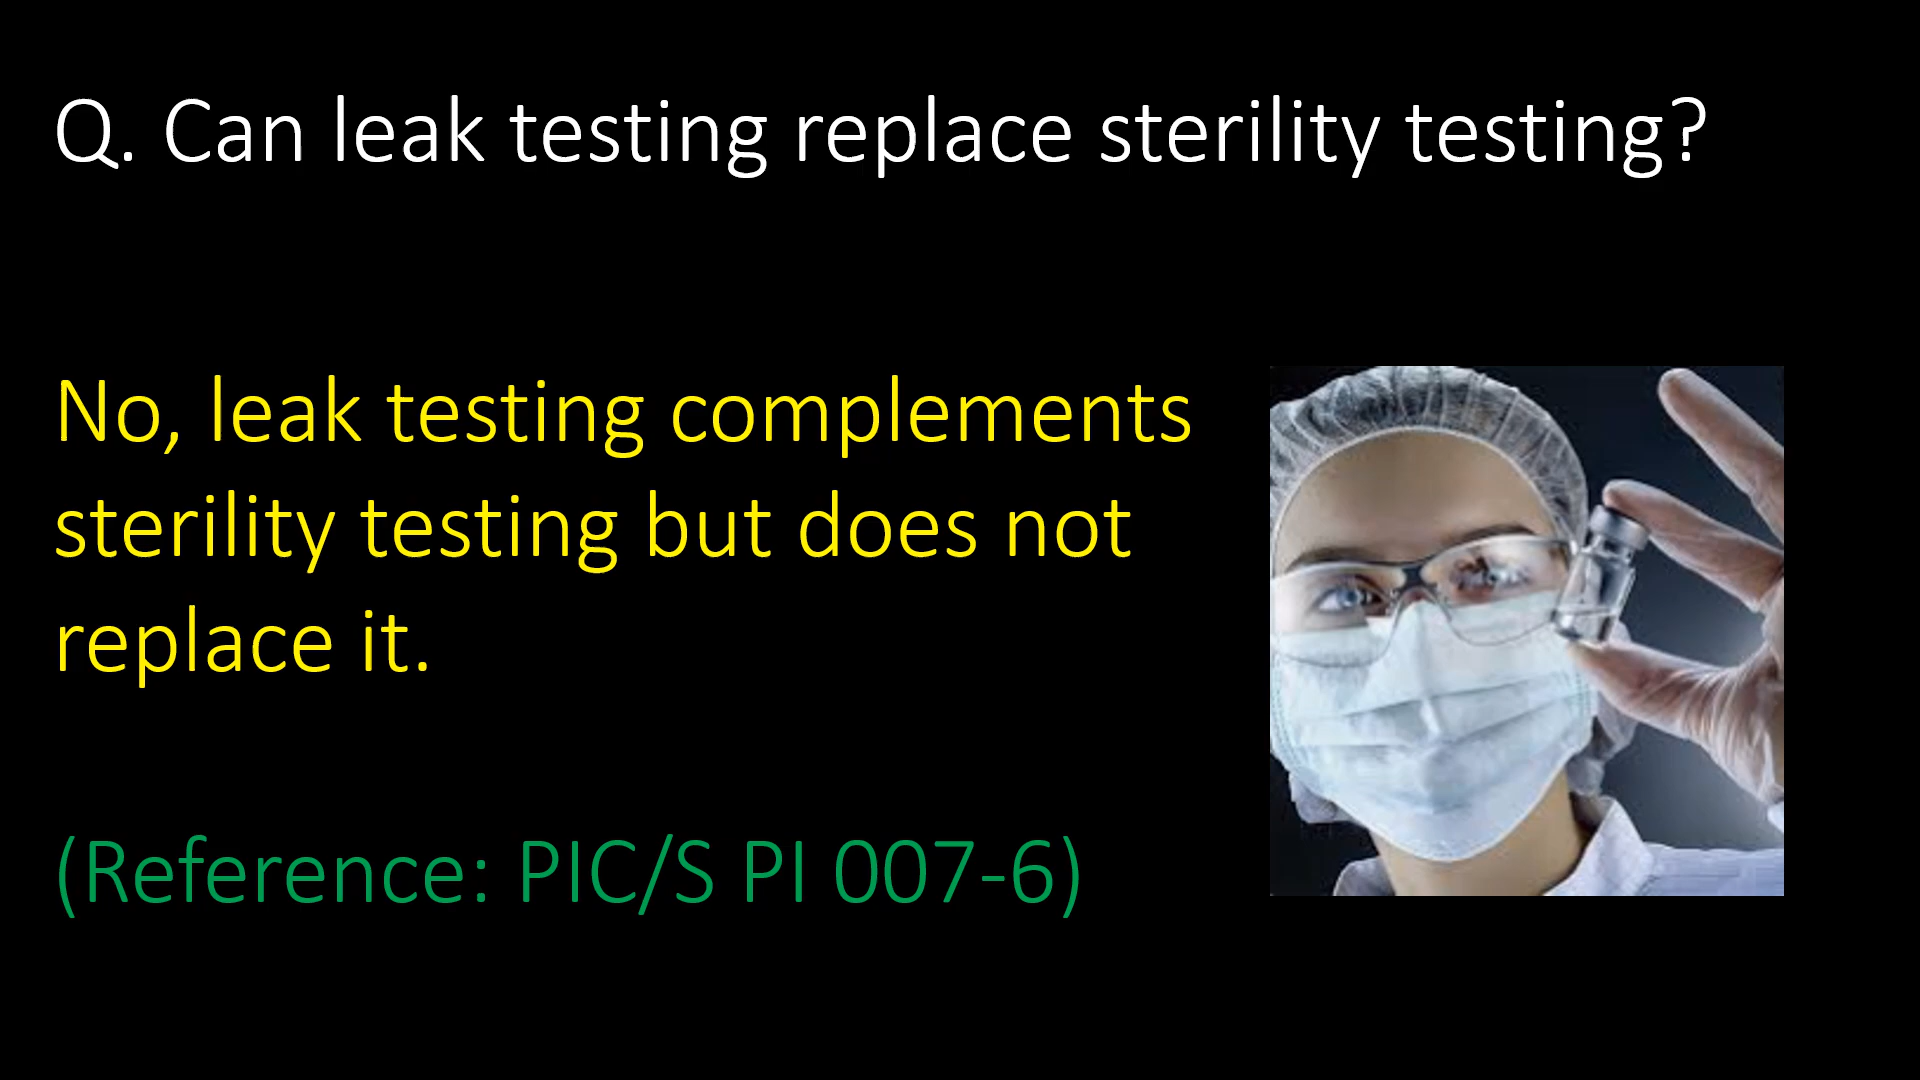 Q. Can leak testing replace sterility testing?
No, leak testing complements
sterility testing but does not
replace it.
(Reference: PIC/S PI 007-6)